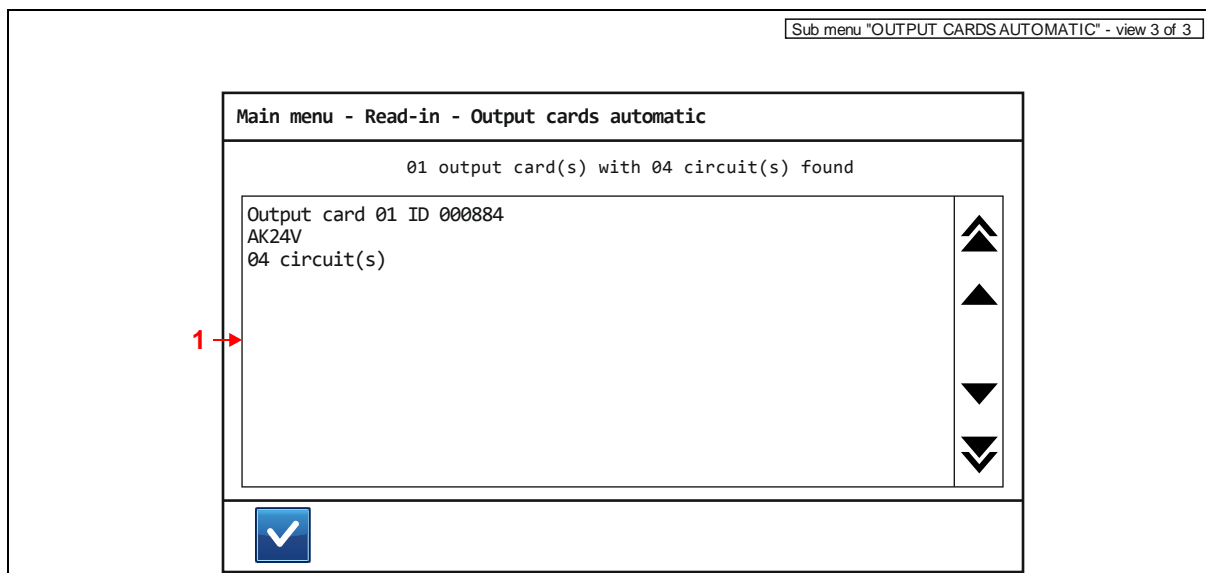 Sub menu "OUTPUT CARDS AUTOMATIC" - view 3 of 3
Main menu - Read-in - Output cards automatic
01 output card(s) with 04 circuit(s) found
Output card 01 ID 000884
AK24V
04 circuit(s)
1